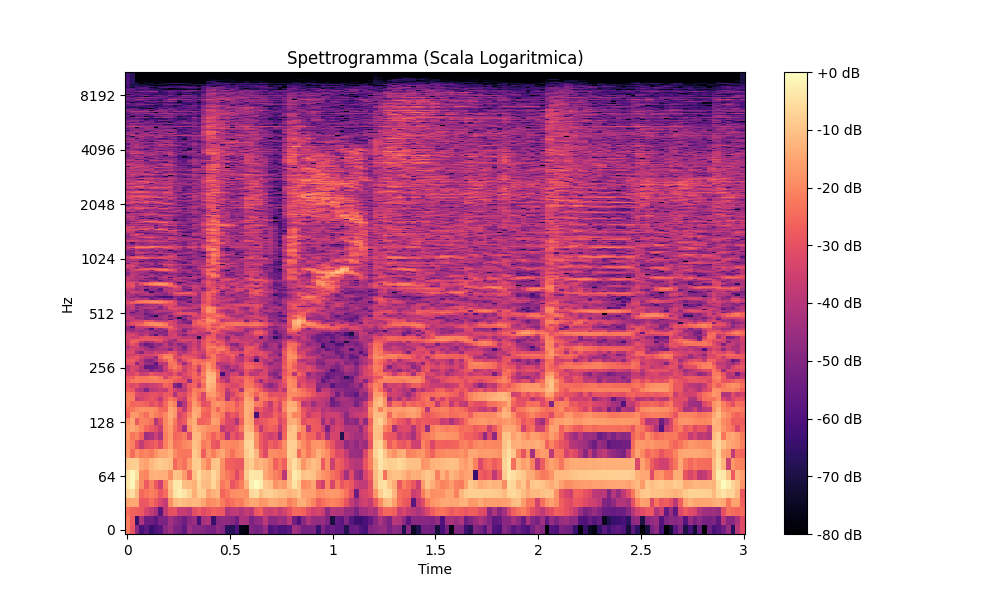 Spettrogramma (Scala Logaritmica)
Hz
8192
4096
2048
1024
512
256
128
64
0
0 0.5 1 1.5 2 2.5 3
Time
+0 dB
-10 dB
-20 dB
-30 dB
-40 dB
-50 dB
-60 dB
-70 dB
-80 dB